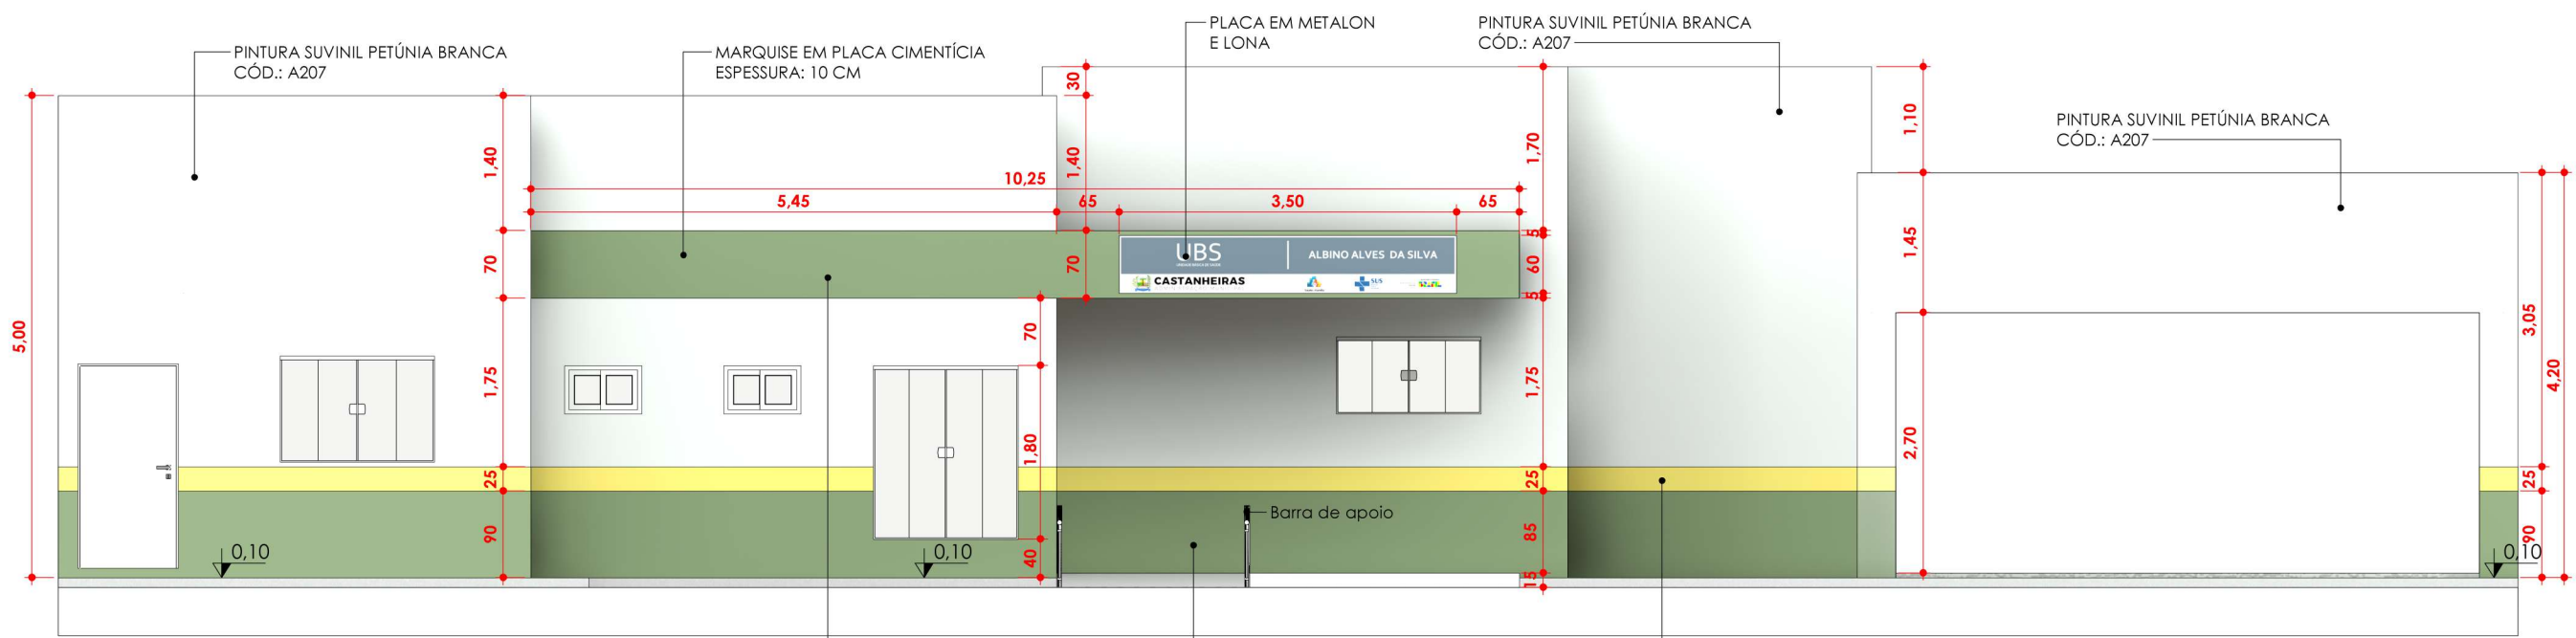 PLACA EM METALON
E LONA
PINTURA SUVINIL PETÚNIA BRANCA
CÓD.: A207
PINTURA SUVINIL PETÚNIA BRANCA
CÓD.: A207
MARQUISE EM PLACA CIMENTÍCIA
ESPESSURA: 10 CM
PINTURA SUVINIL PETÚNIA BRANCA
CÓD.: A207
30
1,10
1,40
1,40
1,70
10,25
5,45
65
3,50
65
1,45
70
70
5
60
5
UBS
ALBINO ALVES DA SILVA
CASTANHEIRAS
SUS
5,00
1,75
70
1,80
1,75
2,70
3,05
4,20
25
25
25
90
40
Barra de apoio
85
15
90
0,10
0,10
0,10